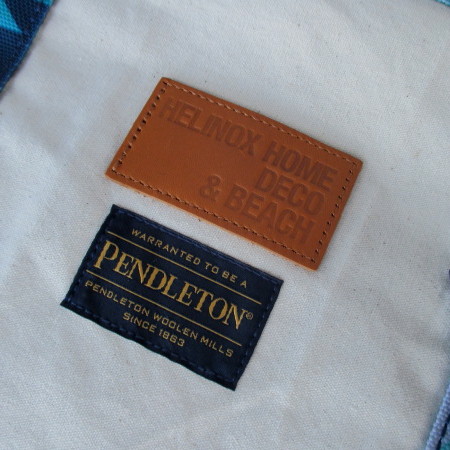 HELINOX HOME
DECO
& BEACH
WARRANTED TO BE A
PENDLETON®
PENDLETON WOOLEN MILLS
SINCE 1863